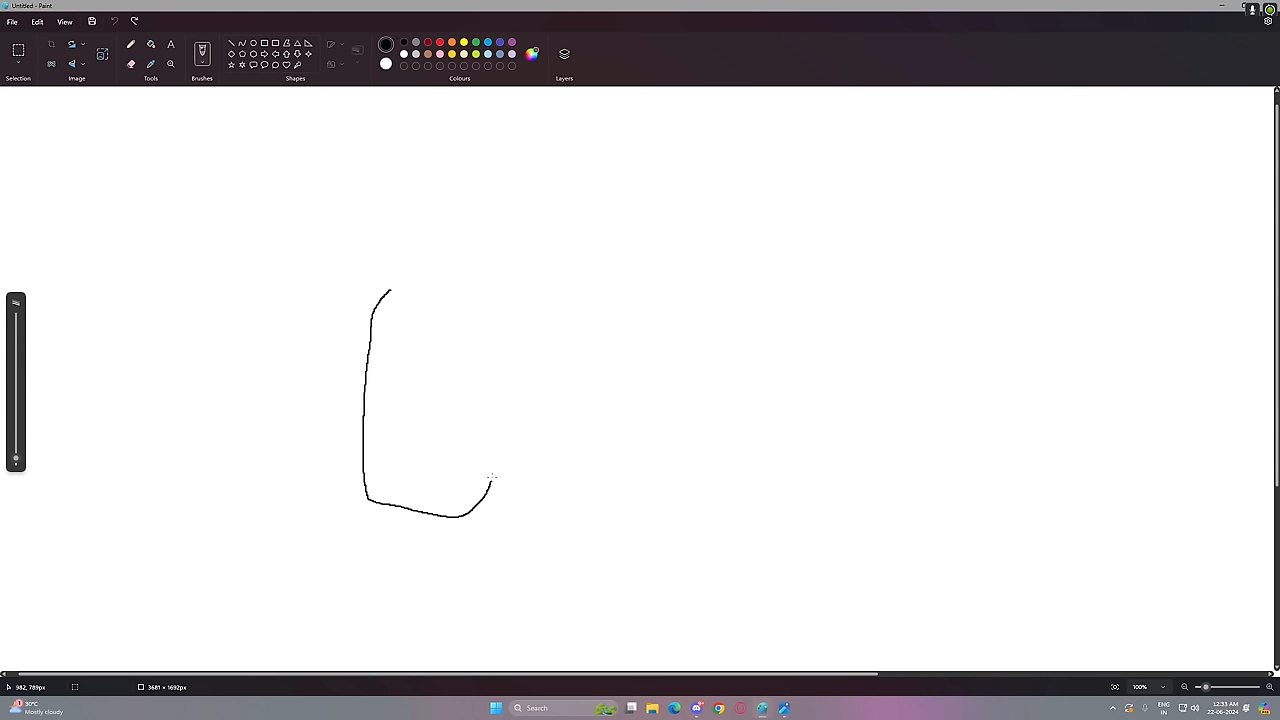 Untitled - Paint
File Edit View
Selection Image Tools Brushes Shapes Colours Layers
982, 789px 3681 × 1692px 100%
30°C
Mostly cloudy
Search
ENG
IN
12:33 AM
22-06-2024